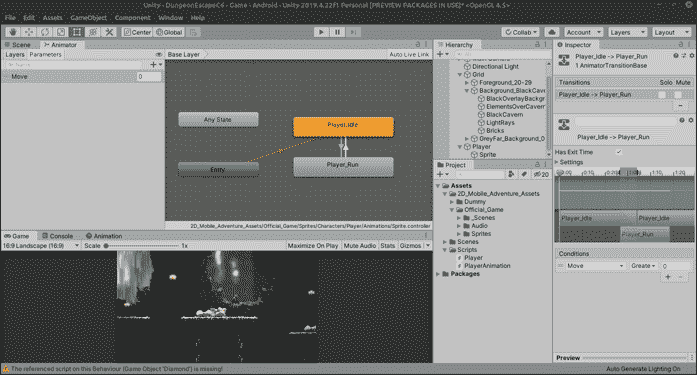 Unity - DungeonEscapeC# - Game - Android - Unity 2019.4.22f1 Personal [PREVIEW PACKAGES IN USE]* <OpenGL 4.5>
File Edit Assets GameObject Component Window Help
Center Global Collab Account Layers Layout
Scene Animator
Layers Parameters Base Layer Auto Live Link
Name
Move 0
Any State
Entry
Player_Idle
Player_Run
2D_Mobile_Adventure_Assets/Official_Game/Sprites/Characters/Player/Animations/Sprite.controller
Game Console Animation
16:9 Landscape (16:9) Scale 1x Maximize On Play Mute Audio Stats Gizmos
Hierarchy
All
Directional Light
Grid
Foreground_20-29
BlackOverlayBackgr
ElementsOverCavern
BlackCavern
LightRays
Bricks
Player
Sprite
Project
20
Assets
2D_Mobile_Adventure_Assets
Dummy
Official_Game
_Scenes
Audio
Sprites
Scenes
Scripts
Player
PlayerAnimation
Packages
Inspector
Player_Idle -> Player_Run
1 AnimatorTransitionBase
Transitions Solo Mute
Player_Idle -> Player_Run
Player_Idle -> Player_Run
Has Exit Time
Settings
Player_Idle Player_Idle
Player_Run
Conditions
Move Greate 0
Preview
The referenced script on this Behaviour (Game Object 'Diamond') is missing!
Auto Generate Lighting On